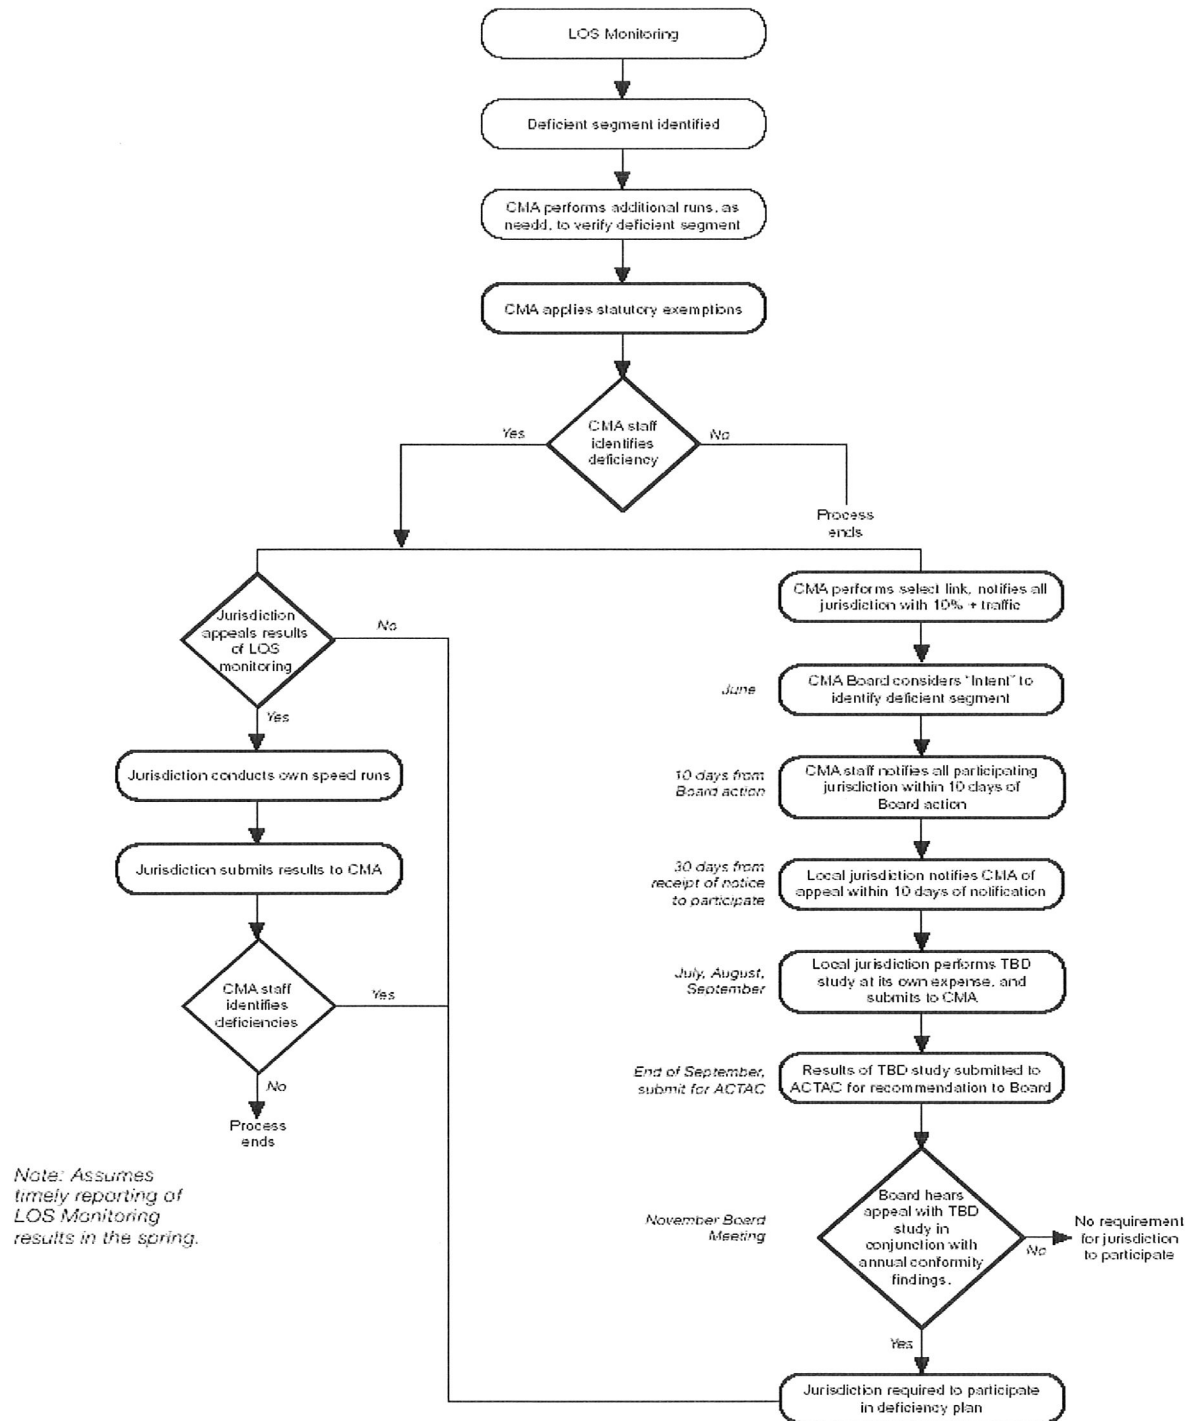 LOS Monitoring
Deficient segment identified
CMA performs additional runs, as
needd, to verify deficient segment
CMA applies statutory exemptions
CMA staff
identifies
deficiency
Yes
No
Process
ends
Jurisdiction
appeals results
of LOS
monitoring
No
Yes
Jurisdiction conducts own speed runs
Jurisdiction submits results to CMA
CMA staff
identifies
deficiencies
Yes
No
Process
ends
Note: Assumes
timely reporting of
LOS Monitoring
results in the spring.
CMA performs select link, notifies all
jurisdiction with 10% + traffic
June
CMA Board considers "Intent" to
identify deficient segment
10 days from
Board action
CMA staff notifies all participating
jurisdiction within 10 days of
Board action
30 days from
receipt of notice
to participate
Local jurisdiction notifies CMA of
appeal within 10 days of notification
July, August,
September
Local jurisdiction performs TBD
study at its own expense, and
submits to CMA
End of September,
submit for ACTAC
Results of TBD study submitted to
ACTAC for recommendation to Board
November Board
Meeting
Board hears
appeal with TBD
study in
conjunction with
annual conformity
findings.
No
No requirement
for jurisdiction
to participate
Yes
Jurisdiction required to participate
in deficiency plan